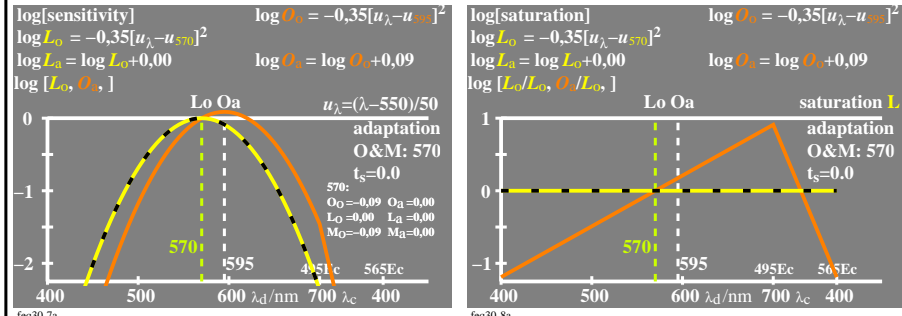 log[sensitivity] log Oo = −0,35[uλ−u595]²
log Lo = −0,35[uλ−u570]²
log La = log Lo+0,00 log Oa = log Oo+0,09
log [Lo, Oa, ]
Lo Oa uλ=(λ−550)/50
adaptation
O&M: 570
ts=0.0
570:
Oo=−0,09 Oa=0,00
Lo =0,00 La =0,00
Mo=−0,09 Ma=0,00
0
−1
−2
570
595
495Ec 565Ec
400 500 600 λd/nm 700 λc 400
feg30-7a
log[saturation] log Oo = −0,35[uλ−u595]²
log Lo = −0,35[uλ−u570]²
log La = log Lo+0,00 log Oa = log Oo+0,09
log [Lo/Lo, Oa/Lo, ]
Lo Oa saturation L
adaptation
O&M: 570
ts=0.0
1
0
−1
570
595
495Ec 565Ec
400 500 600 λd/nm 700 λc 400
feg30-8a